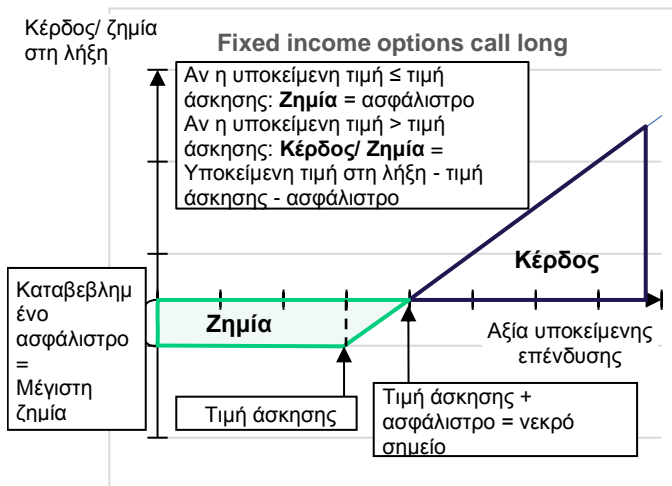 Κέρδος/ ζημία
στη λήξη
Fixed income options call long
Αν η υποκείμενη τιμή ≤ τιμή
άσκησης: Ζημία = ασφάλιστρο
Αν η υποκείμενη τιμή > τιμή
άσκησης: Κέρδος/ Ζημία =
Υποκείμενη τιμή στη λήξη - τιμή
άσκησης - ασφάλιστρο
Κέρδος
Καταβεβλημ
ένο
ασφάλιστρο
=
Μέγιστη
ζημία
Ζημία
Αξία υποκείμενης
επένδυσης
Τιμή άσκησης
Τιμή άσκησης +
ασφάλιστρο = νεκρό
σημείο